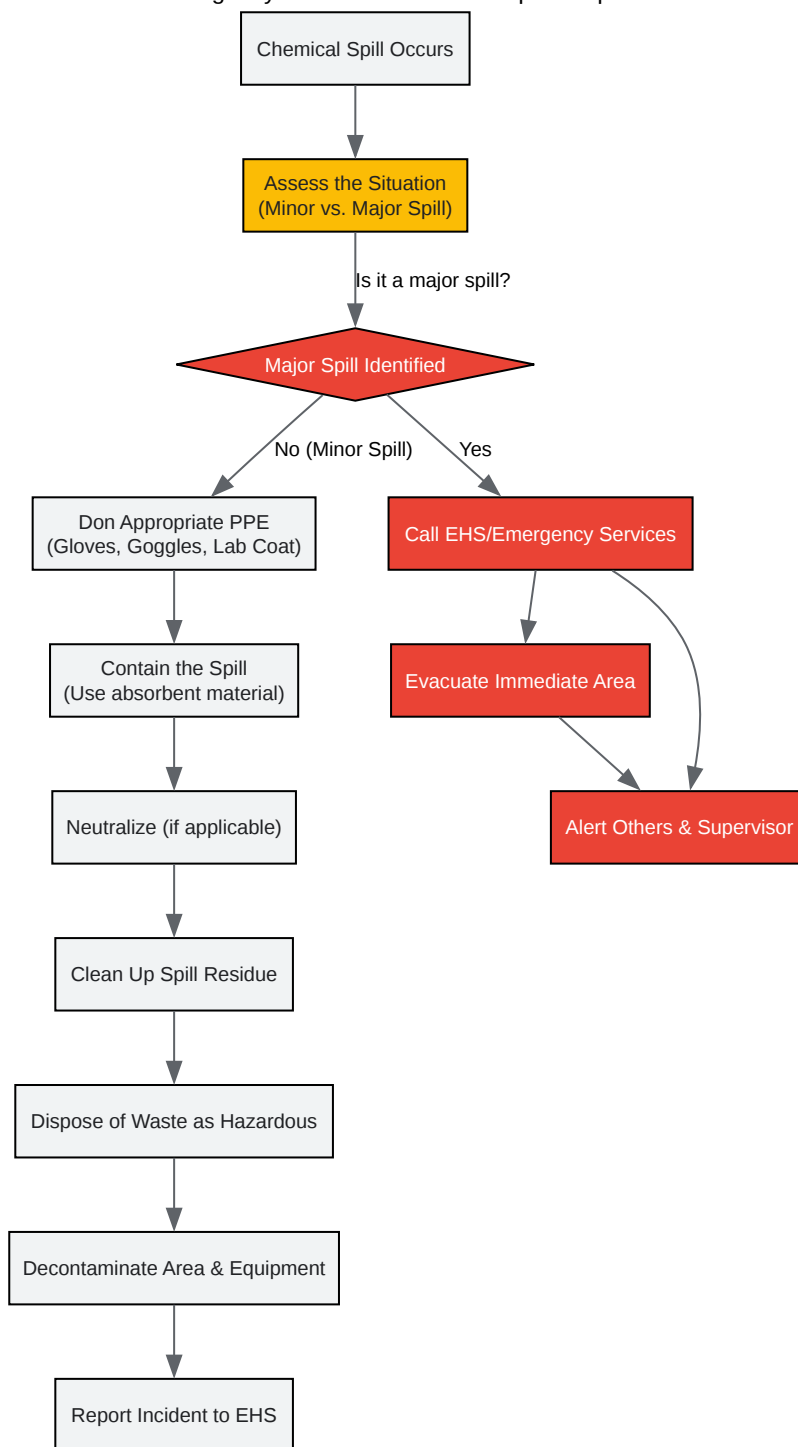 Chemical Spill Occurs
Assess the Situation
(Minor vs. Major Spill)
Is it a major spill?
Major Spill Identified
No (Minor Spill)
Yes
Don Appropriate PPE
(Gloves, Goggles, Lab Coat)
Call EHS/Emergency Services
Contain the Spill
(Use absorbent material)
Evacuate Immediate Area
Neutralize (if applicable)
Alert Others & Supervisor
Clean Up Spill Residue
Dispose of Waste as Hazardous
Decontaminate Area & Equipment
Report Incident to EHS